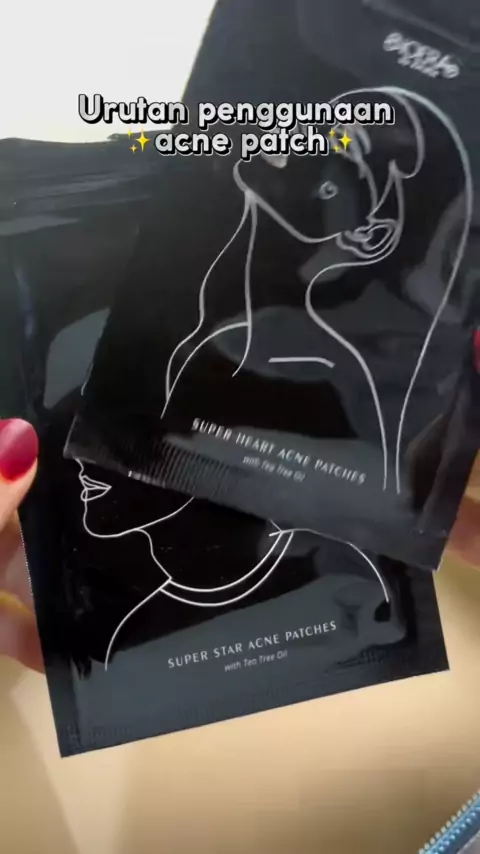 Urutan penggunaan
✨acne patch✨
SUPER HEART ACNE PATCHES
with Tea Tree Oil
SUPER STAR ACNE PATCHES
with Tea Tree Oil